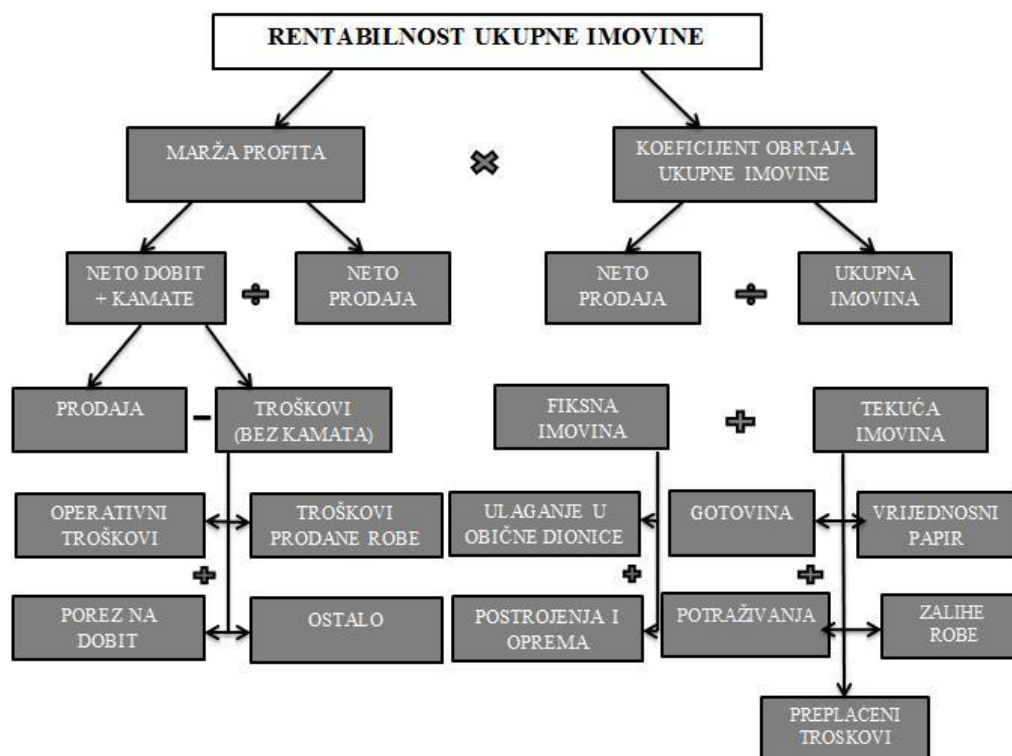 RENTABILNOST UKUPNE IMOVINE
MARŽA PROFITA
KOEFICIJENT OBRTAJA
UKUPNE IMOVINE
NETO DOBIT
+ KAMATE
NETO
PRODAJA
NETO
PRODAJA
UKUPNA
IMOVINA
PRODAJA
TROŠKOVI
(BEZ KAMATA)
FIKSNA
IMOVINA
TEKUĆA
IMOVINA
OPERATIVNI
TROŠKOVI
TROŠKOVI
PRODANE ROBE
ULAGANJE U
OBIČNE DIONICE
GOTOVINA
VRIJEDNOSNI
PAPIR
POREZ NA
DOBIT
OSTALO
POSTROJENJA I
OPREMA
POTRAŽIVANJA
ZALIHE
ROBE
PREPLAĆENI
TROSKOVI